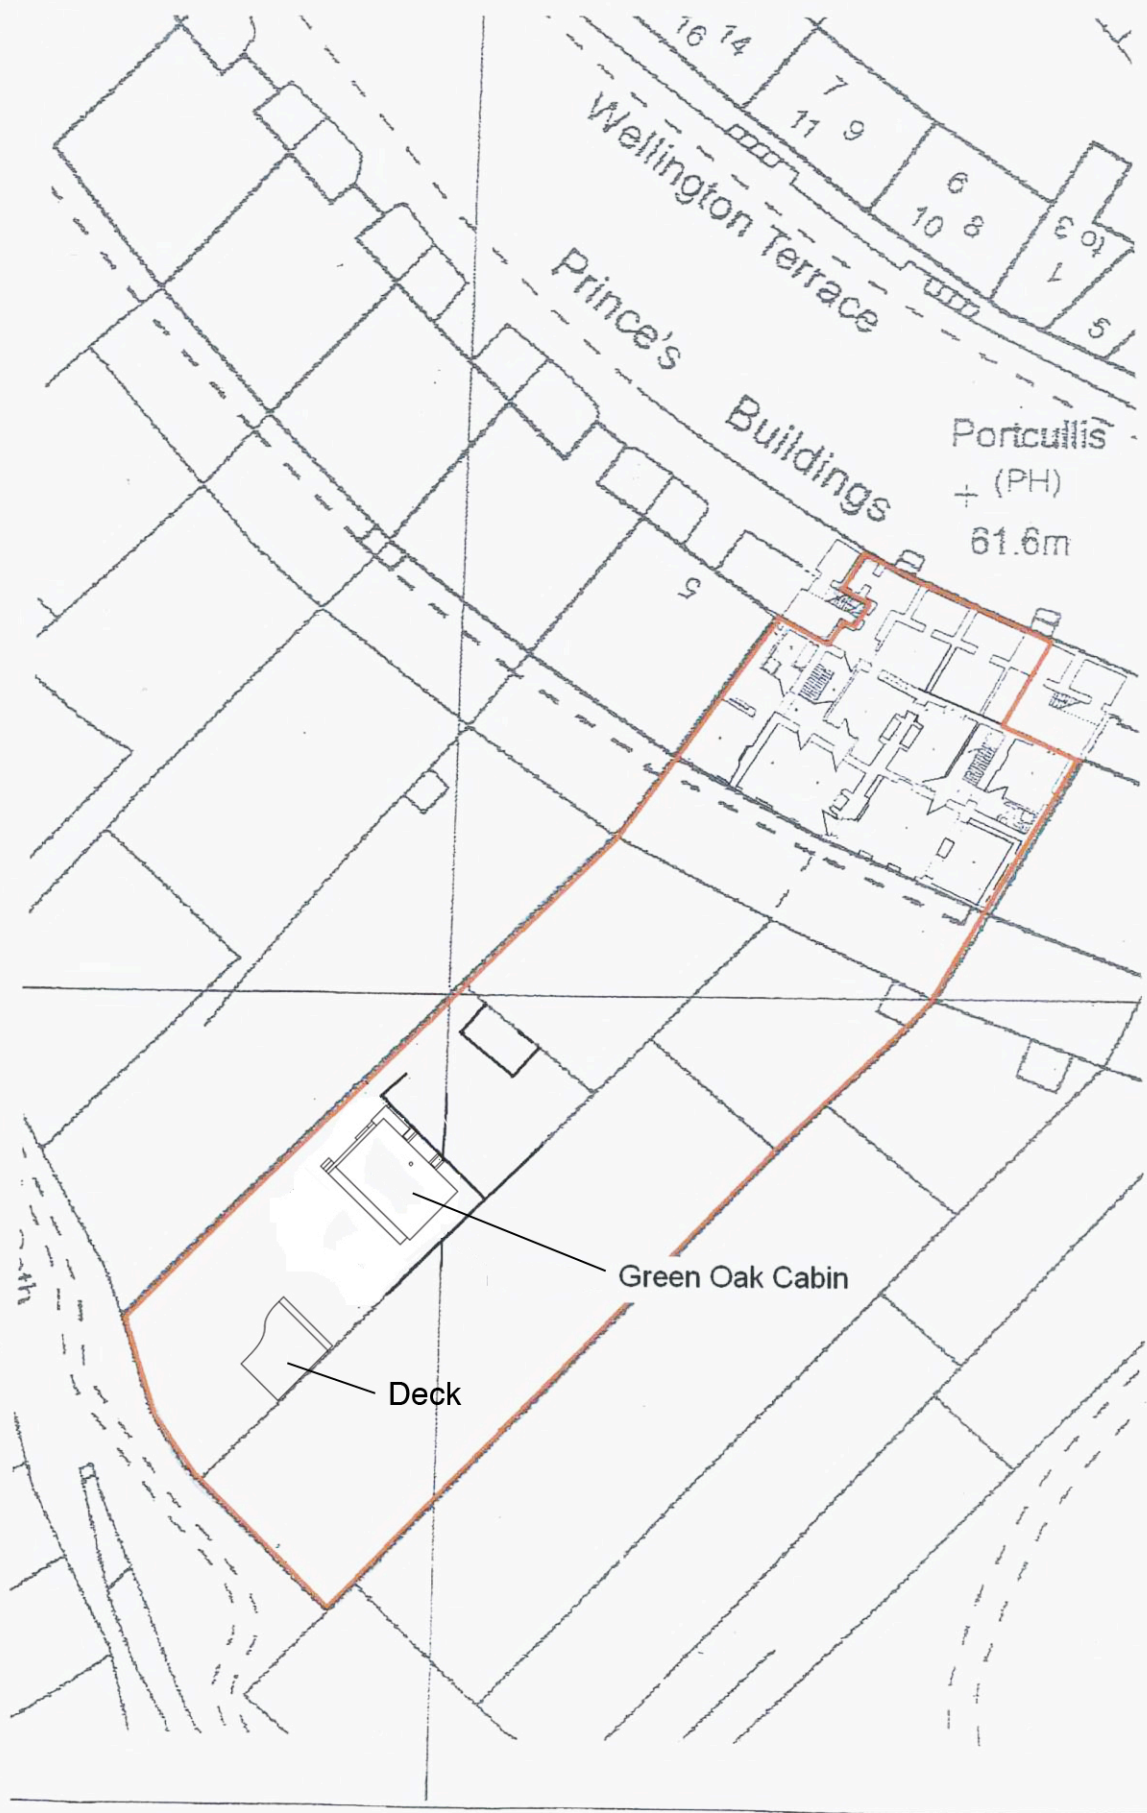 16 14
7
11 9
6
10 8
1 to 3
5
Wellington Terrace
Prince's
Buildings
Portcullis
(PH)
61.6m
5
Green Oak Cabin
Deck